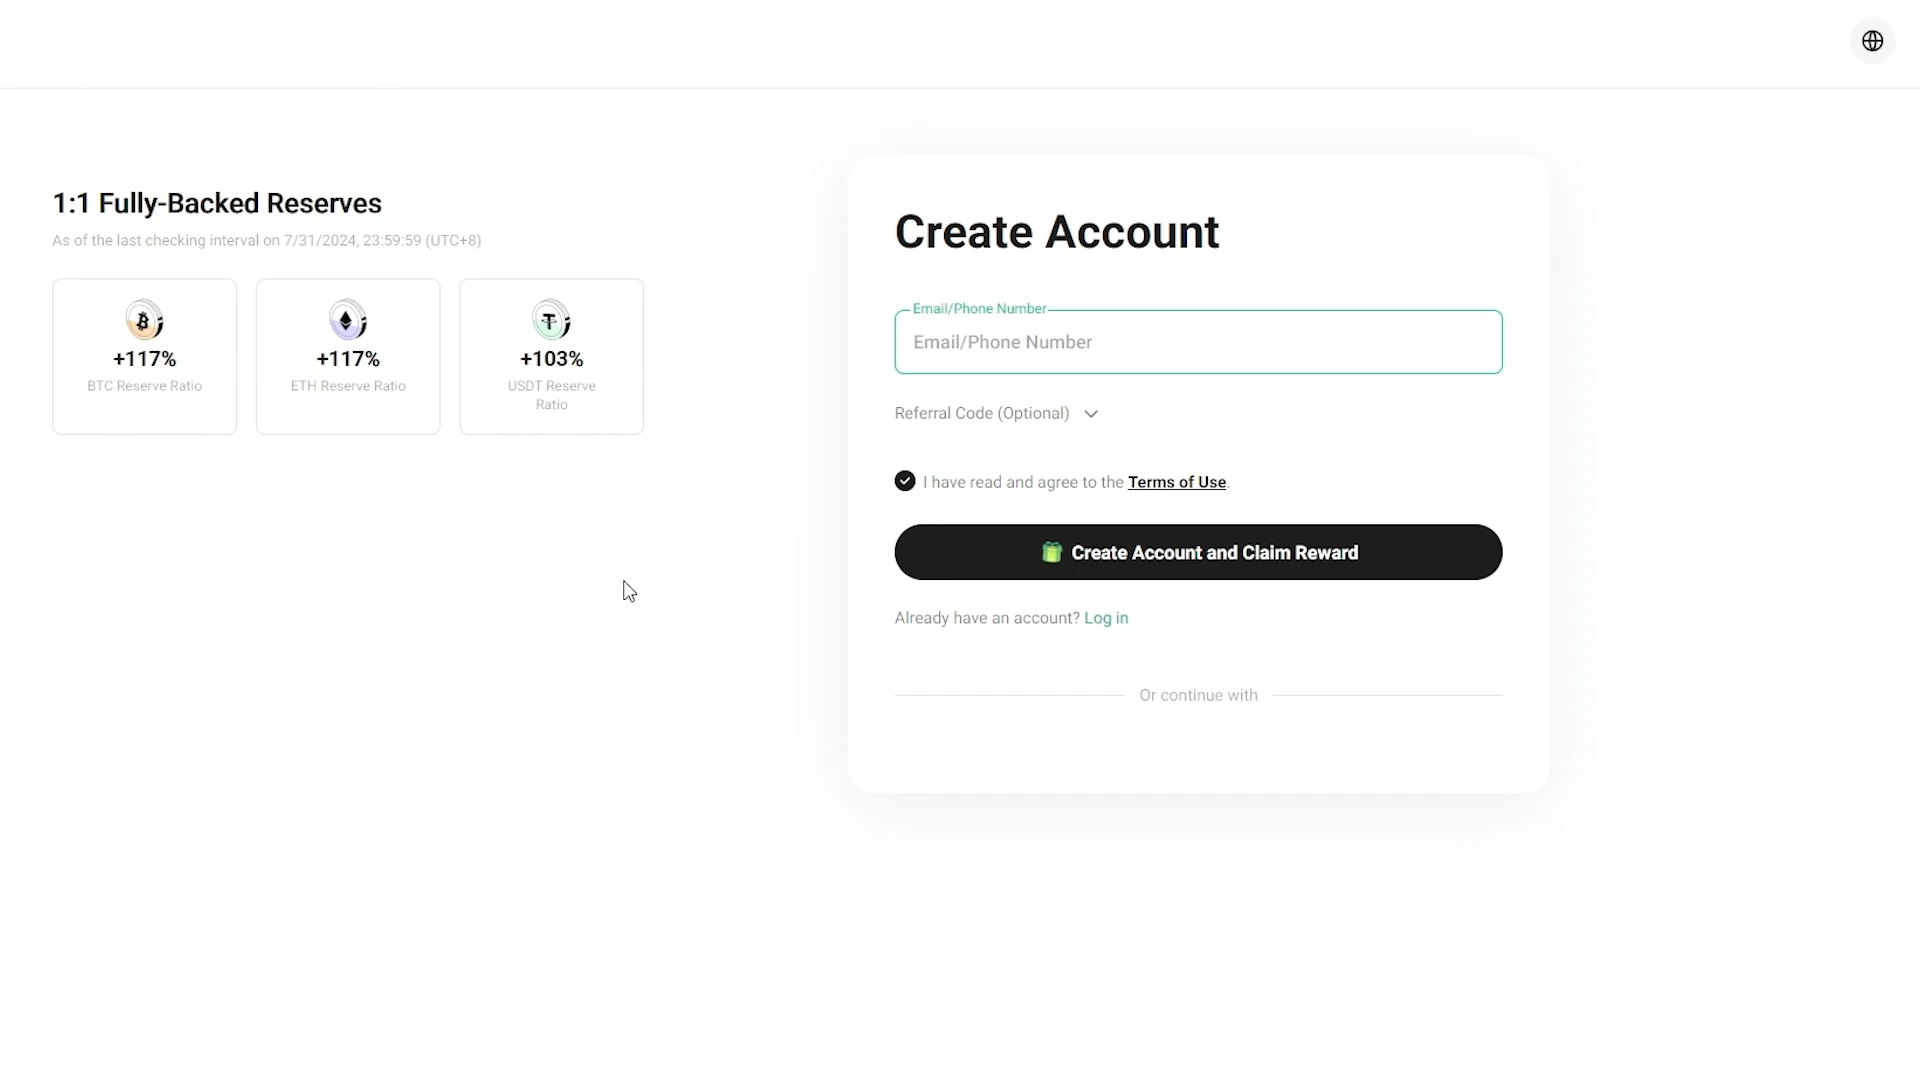 1:1 Fully-Backed Reserves
As of the last checking interval on 7/31/2024, 23:59:59 (UTC+8)
+117%
BTC Reserve Ratio
+117%
ETH Reserve Ratio
+103%
USDT Reserve
Ratio
Create Account
Email/Phone Number
Email/Phone Number
Referral Code (Optional)
I have read and agree to the Terms of Use.
Create Account and Claim Reward
Already have an account? Log in
Or continue with